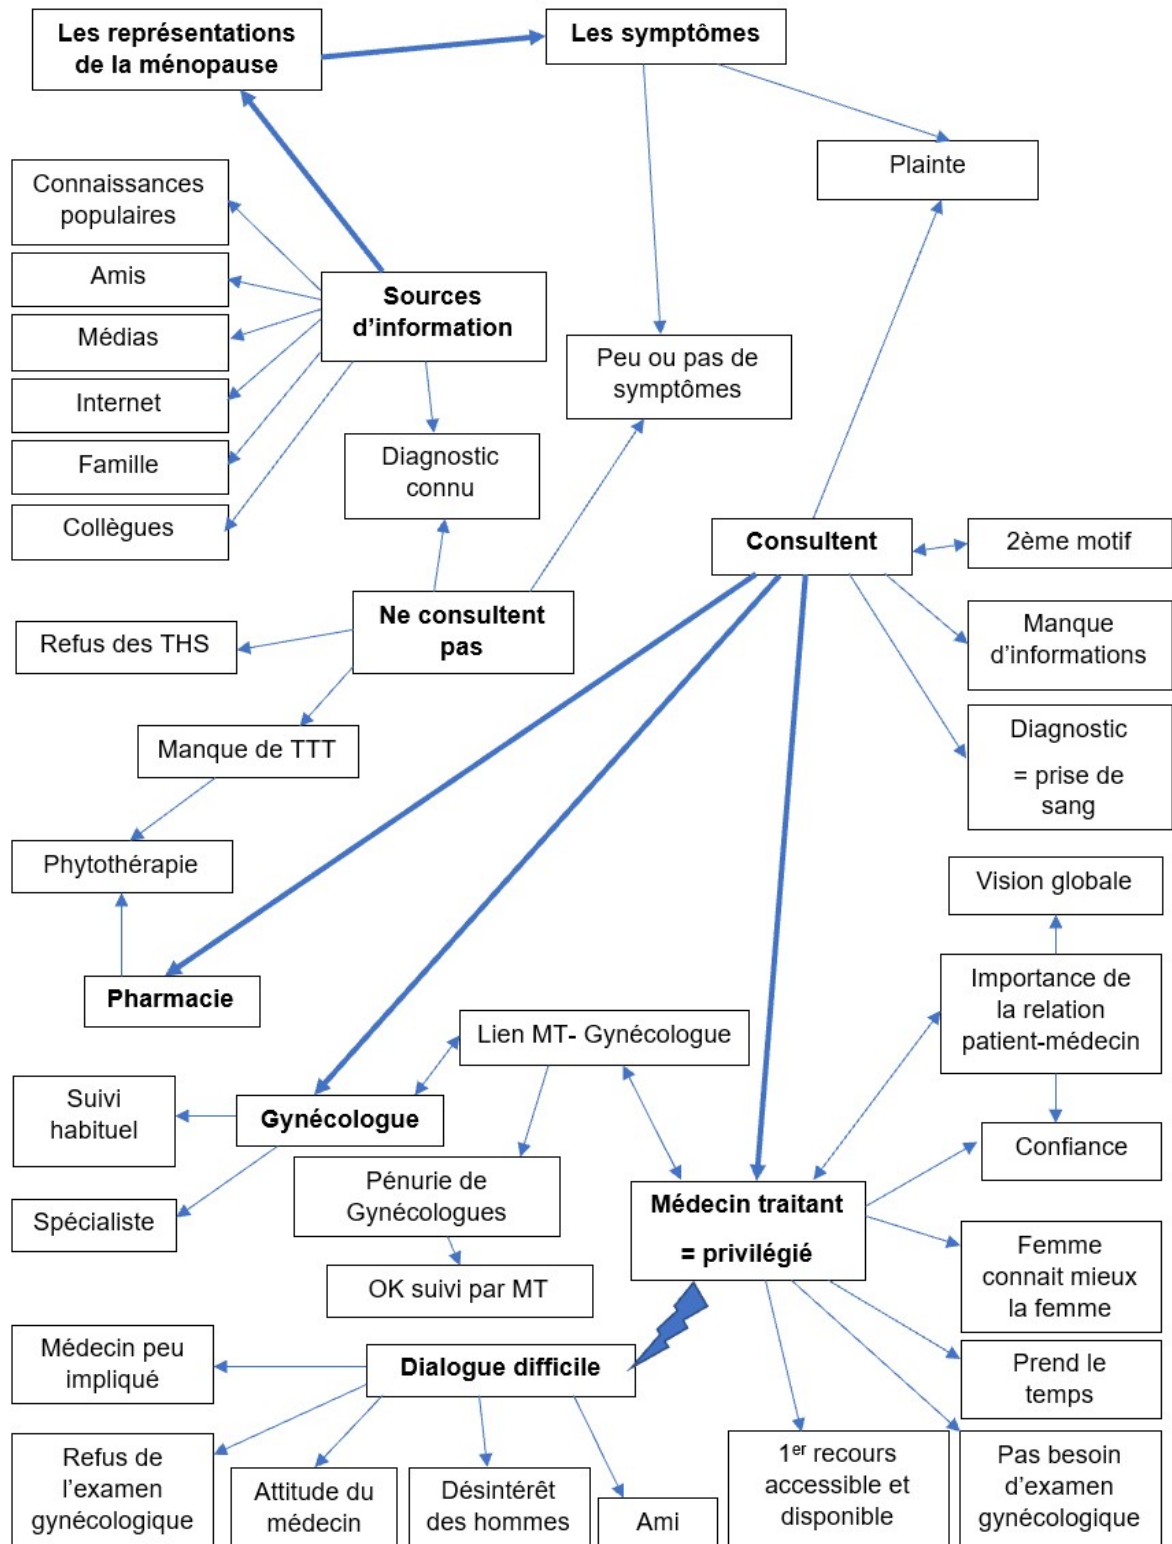 Les représentations
de la ménopause
Les symptômes
Plainte
Connaissances
populaires
Amis
Médias
Internet
Famille
Collègues
Sources
d'information
Peu ou pas de
symptômes
Diagnostic
connu
Consultent
2ème motif
Ne consultent
pas
Refus des THS
Manque
d'informations
Manque de TTT
Diagnostic
= prise de
sang
Phytothérapie
Vision globale
Pharmacie
Importance de
la relation
patient-médecin
Lien MT- Gynécologue
Suivi
habituel
Gynécologue
Confiance
Pénurie de
Gynécologues
Spécialiste
Médecin traitant
= privilégié
Femme
connait mieux
la femme
OK suivi par MT
Médecin peu
impliqué
Dialogue difficile
Prend le
temps
Refus de
l'examen
gynécologique
Attitude du
médecin
Désintérêt
des hommes
Ami
1er recours
accessible et
disponible
Pas besoin
d'examen
gynécologique